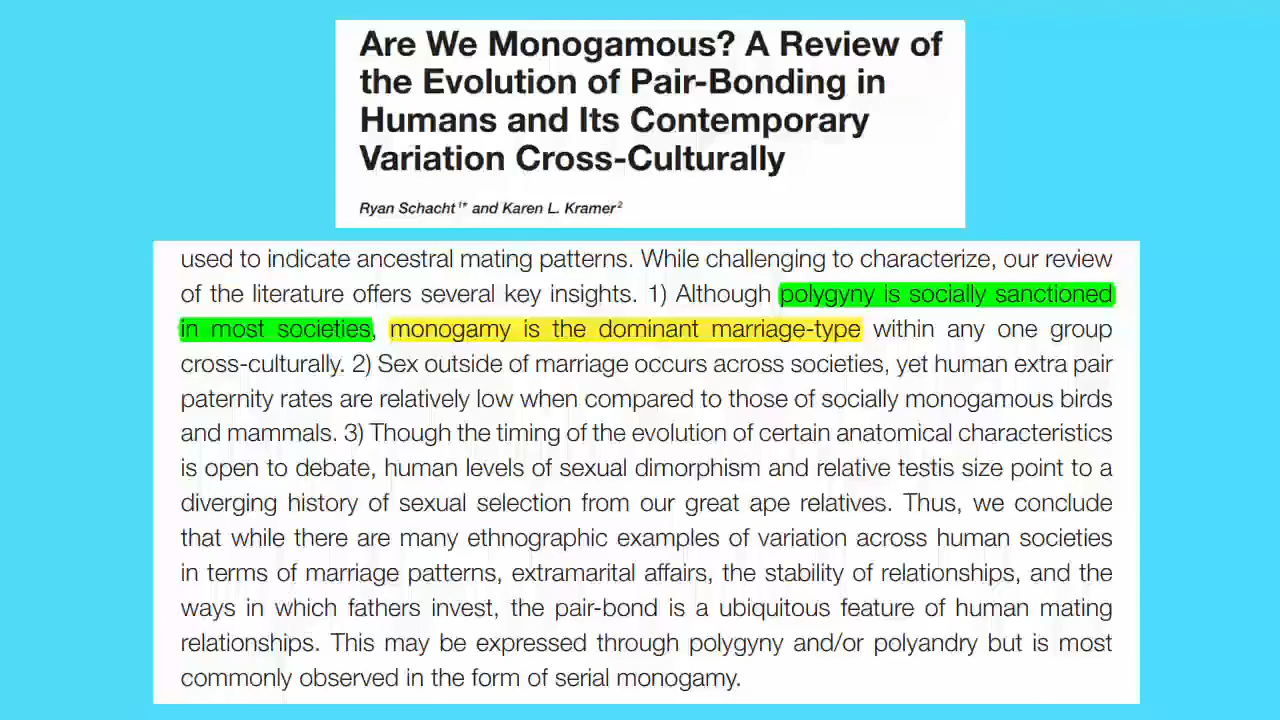 Are We Monogamous? A Review of
the Evolution of Pair-Bonding in
Humans and Its Contemporary
Variation Cross-Culturally
Ryan Schacht¹* and Karen L. Kramer²
used to indicate ancestral mating patterns. While challenging to characterize, our review
of the literature offers several key insights. 1) Although polygyny is socially sanctioned
in most societies, monogamy is the dominant marriage-type within any one group
cross-culturally. 2) Sex outside of marriage occurs across societies, yet human extra pair
paternity rates are relatively low when compared to those of socially monogamous birds
and mammals. 3) Though the timing of the evolution of certain anatomical characteristics
is open to debate, human levels of sexual dimorphism and relative testis size point to a
diverging history of sexual selection from our great ape relatives. Thus, we conclude
that while there are many ethnographic examples of variation across human societies
in terms of marriage patterns, extramarital affairs, the stability of relationships, and the
ways in which fathers invest, the pair-bond is a ubiquitous feature of human mating
relationships. This may be expressed through polygyny and/or polyandry but is most
commonly observed in the form of serial monogamy.